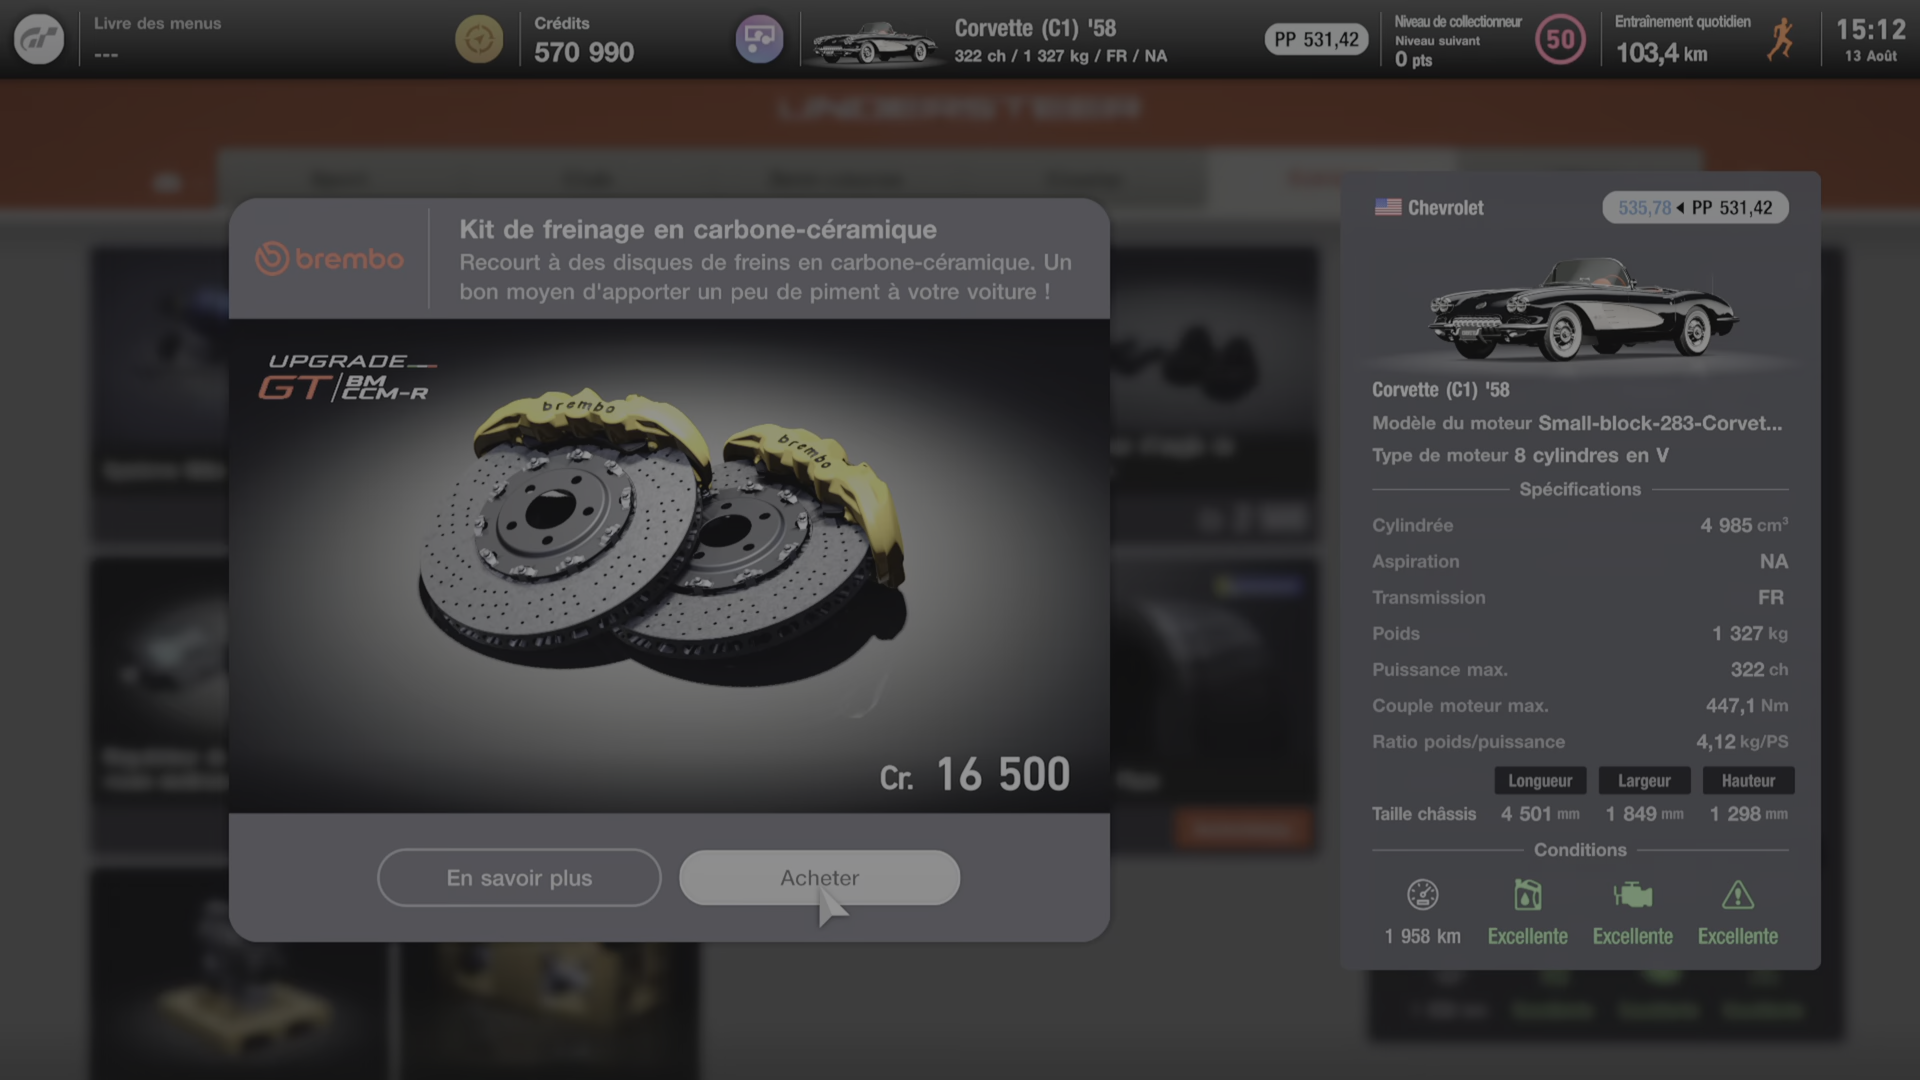 Livre des menus
---
Crédits
570 990
Corvette (C1) '58
322 ch / 1 327 kg / FR / NA
PP 531,42
Niveau de collectionneur
Niveau suivant
0 pts
50
Entraînement quotidien
103,4 km
15:12
13 Août
UNDERSTEER
brembo
Kit de freinage en carbone-céramique
Recourt à des disques de freins en carbone-céramique. Un
bon moyen d'apporter un peu de piment à votre voiture !
UPGRADE
GT/BM
CCM-R
brembo
brembo
Cr. 16 500
En savoir plus
Acheter
Chevrolet
535,78 ◀ PP 531,42
Corvette (C1) '58
Modèle du moteur Small-block-283-Corvet...
Type de moteur 8 cylindres en V
Spécifications
Cylindrée 4 985 cm³
Aspiration NA
Transmission FR
Poids 1 327 kg
Puissance max. 322 ch
Couple moteur max. 447,1 Nm
Ratio poids/puissance 4,12 kg/PS
Longueur Largeur Hauteur
Taille châssis 4 501 mm 1 849 mm 1 298 mm
Conditions
1 958 km Excellente Excellente Excellente